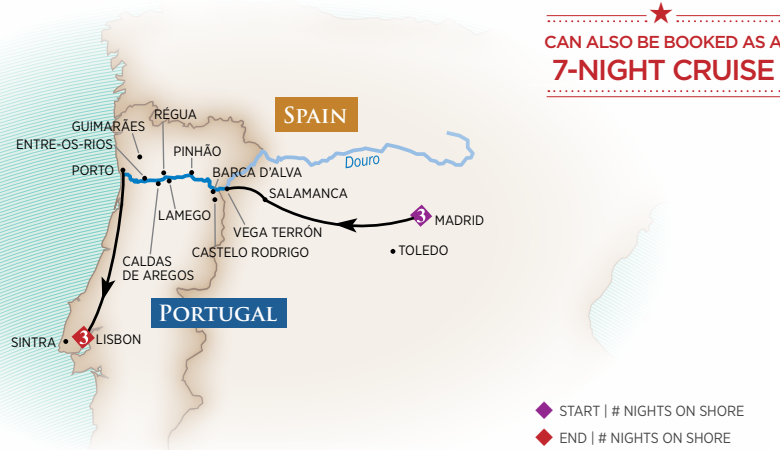 CAN ALSO BE BOOKED AS A
7-NIGHT CRUISE
SPAIN
RÉGUA
GUIMARÃES
ENTRE-OS-RIOS
PINHÃO
Douro
PORTO
BARCA D'ALVA
SALAMANCA
LAMEGO
3 MADRID
VEGA TERRÓN
CASTELO RODRIGO
TOLEDO
CALDAS
DE AREGOS
PORTUGAL
SINTRA
3 LISBON
START | # NIGHTS ON SHORE
END | # NIGHTS ON SHORE